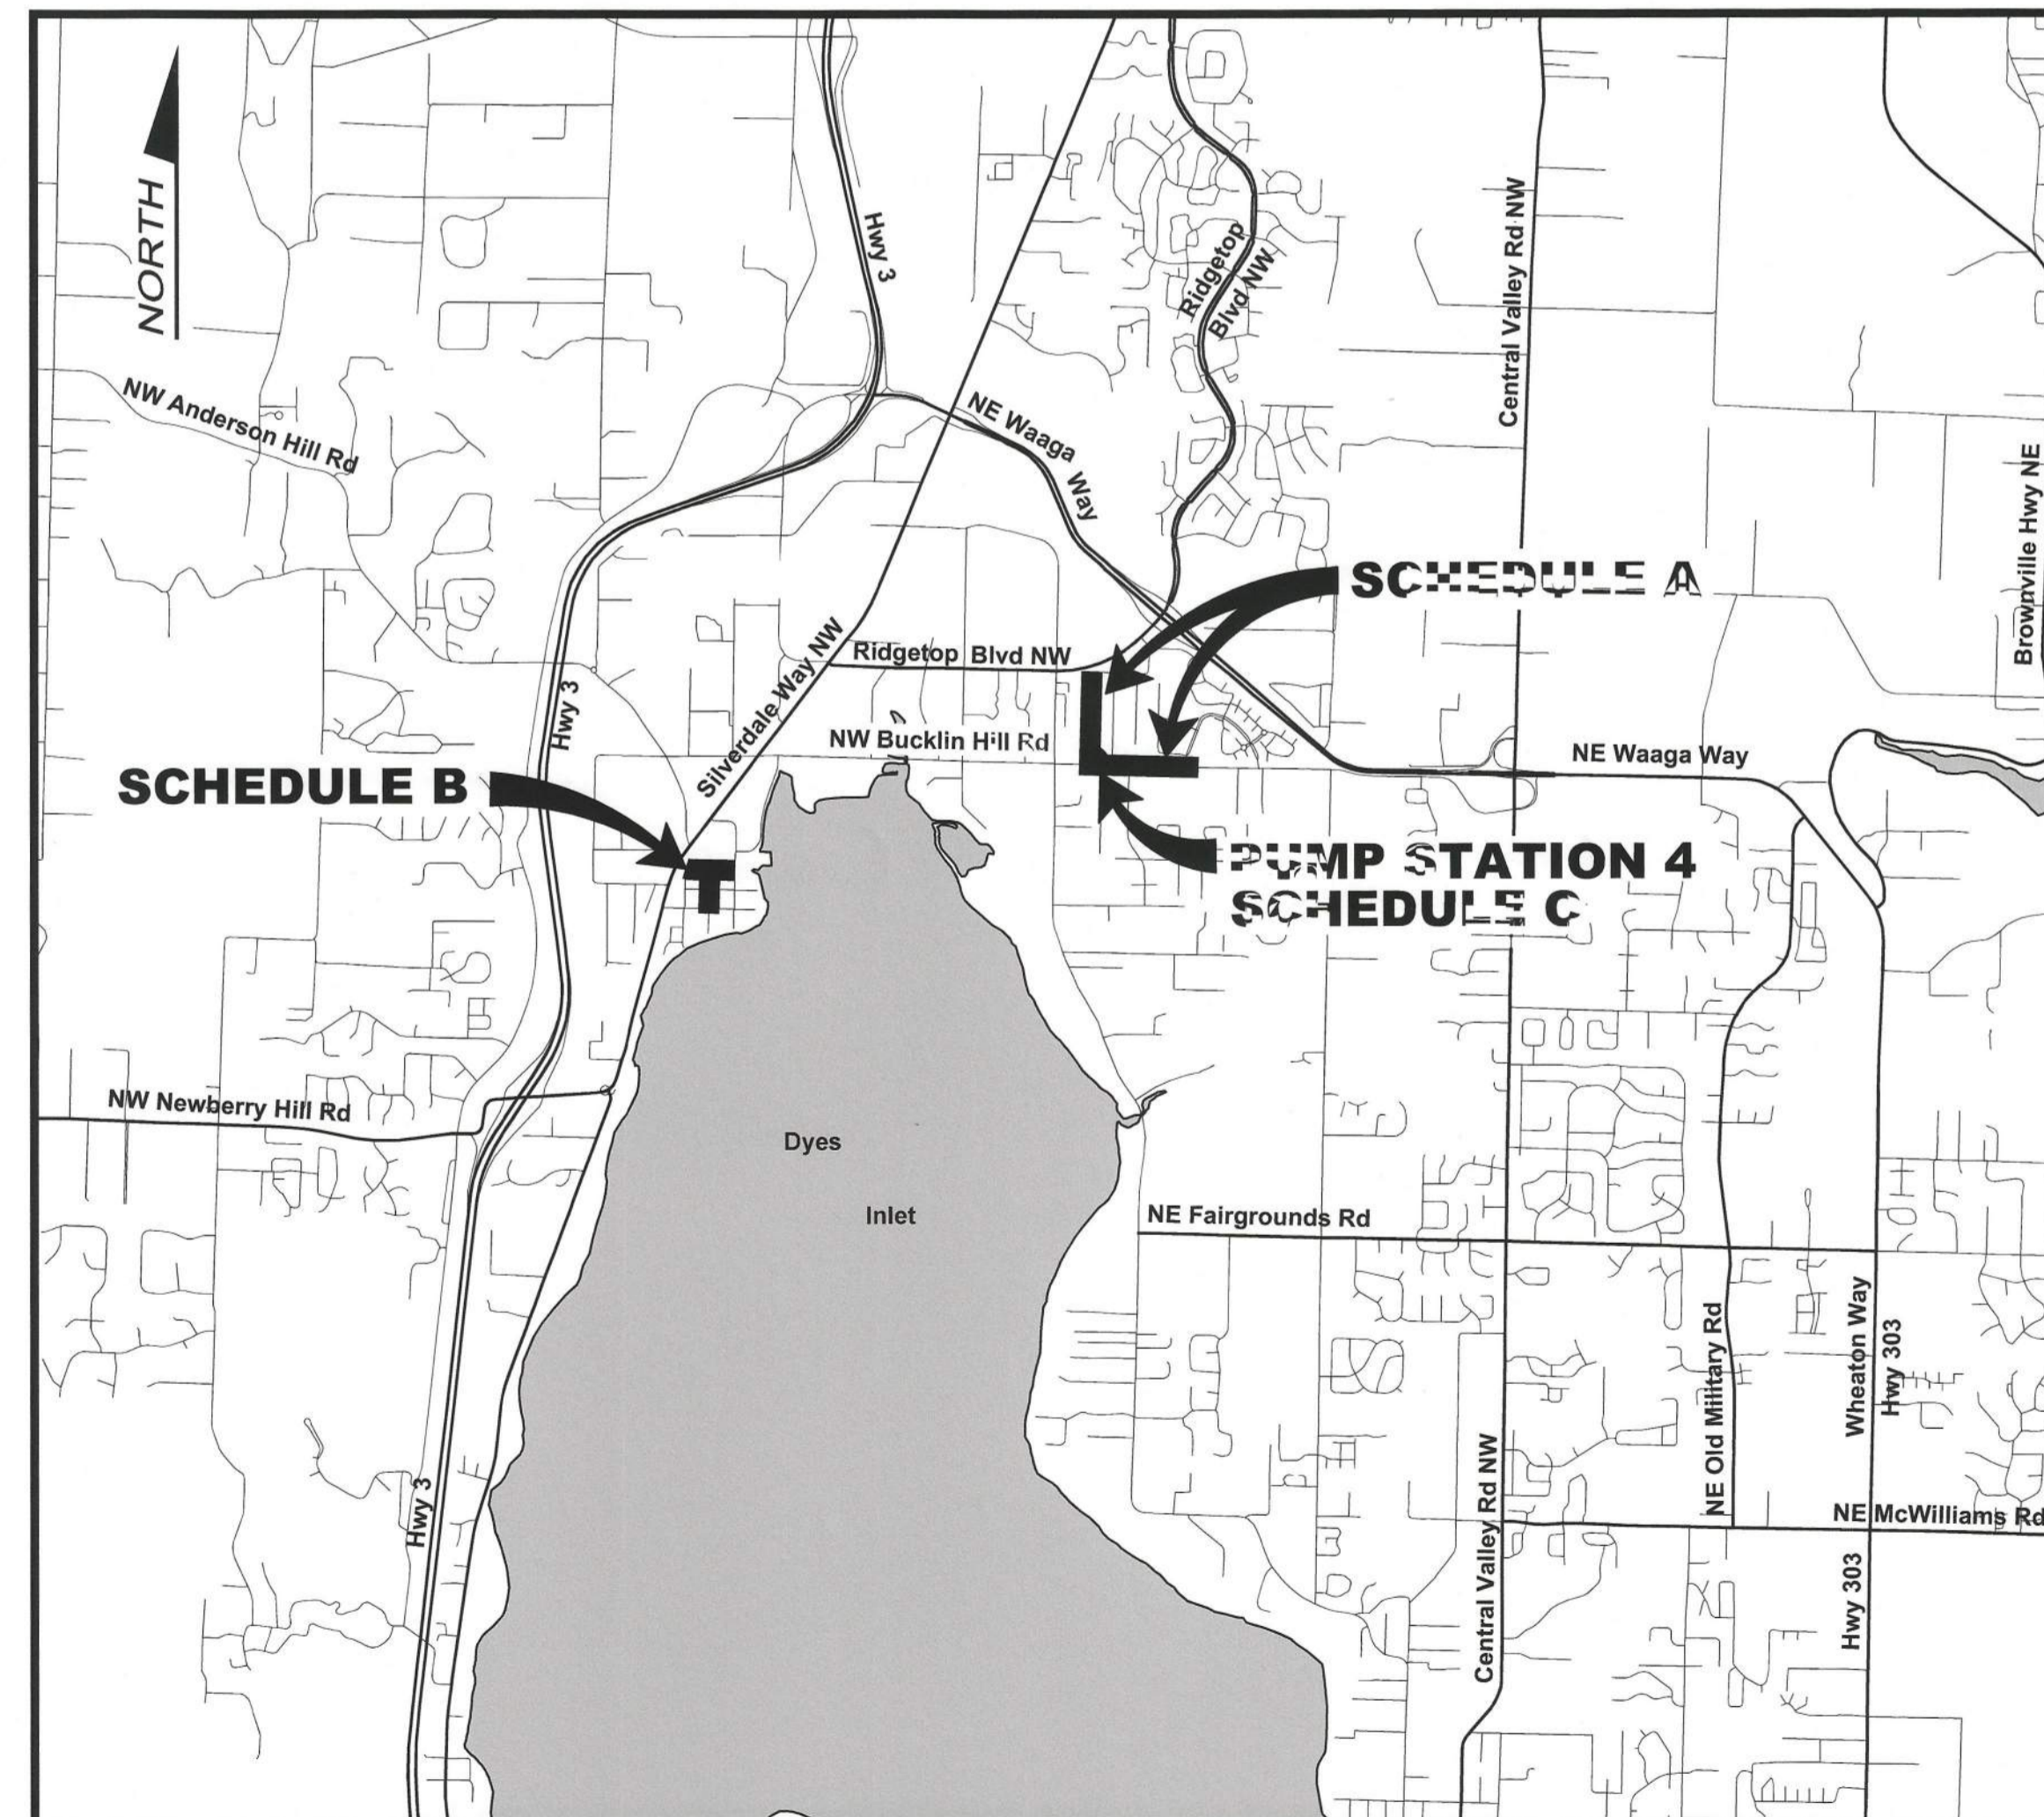 NORTH
Hwy 3
Ridgetop
Blvd NW
Central Valley Rd NW
NW Anderson Hill Rd
NE Waaga
Way
Brownville Hwy NE
SCHEDULE A
Ridgetop Blvd NW
Silverdale Way NW
Hwy 3
NW Bucklin Hill Rd
NE Waaga Way
SCHEDULE B
PUMP STATION 4
SCHEDULE C
NW Newberry Hill Rd
Dyes
Inlet
NE Fairgrounds Rd
NE Old Military Rd
Wheaton Way
Hwy 303
Hwy 3
Central Valley Rd NW
NE McWilliams Rd
Hwy 303